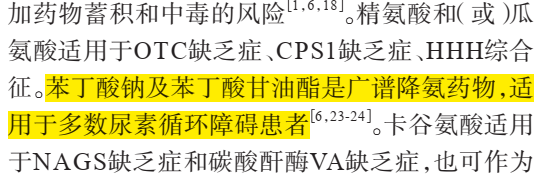 加药物蓄积和中毒的风险[1,6,18]。精氨酸和(或)瓜
氨酸适用于OTC缺乏症、CPS1缺乏症、HHH综合
征。苯丁酸钠及苯丁酸甘油酯是广谱降氨药物,适
用于多数尿素循环障碍患者[6,23-24]。卡谷氨酸适用
于NAGS缺乏症和碳酸酐酶VA缺乏症,也可作为